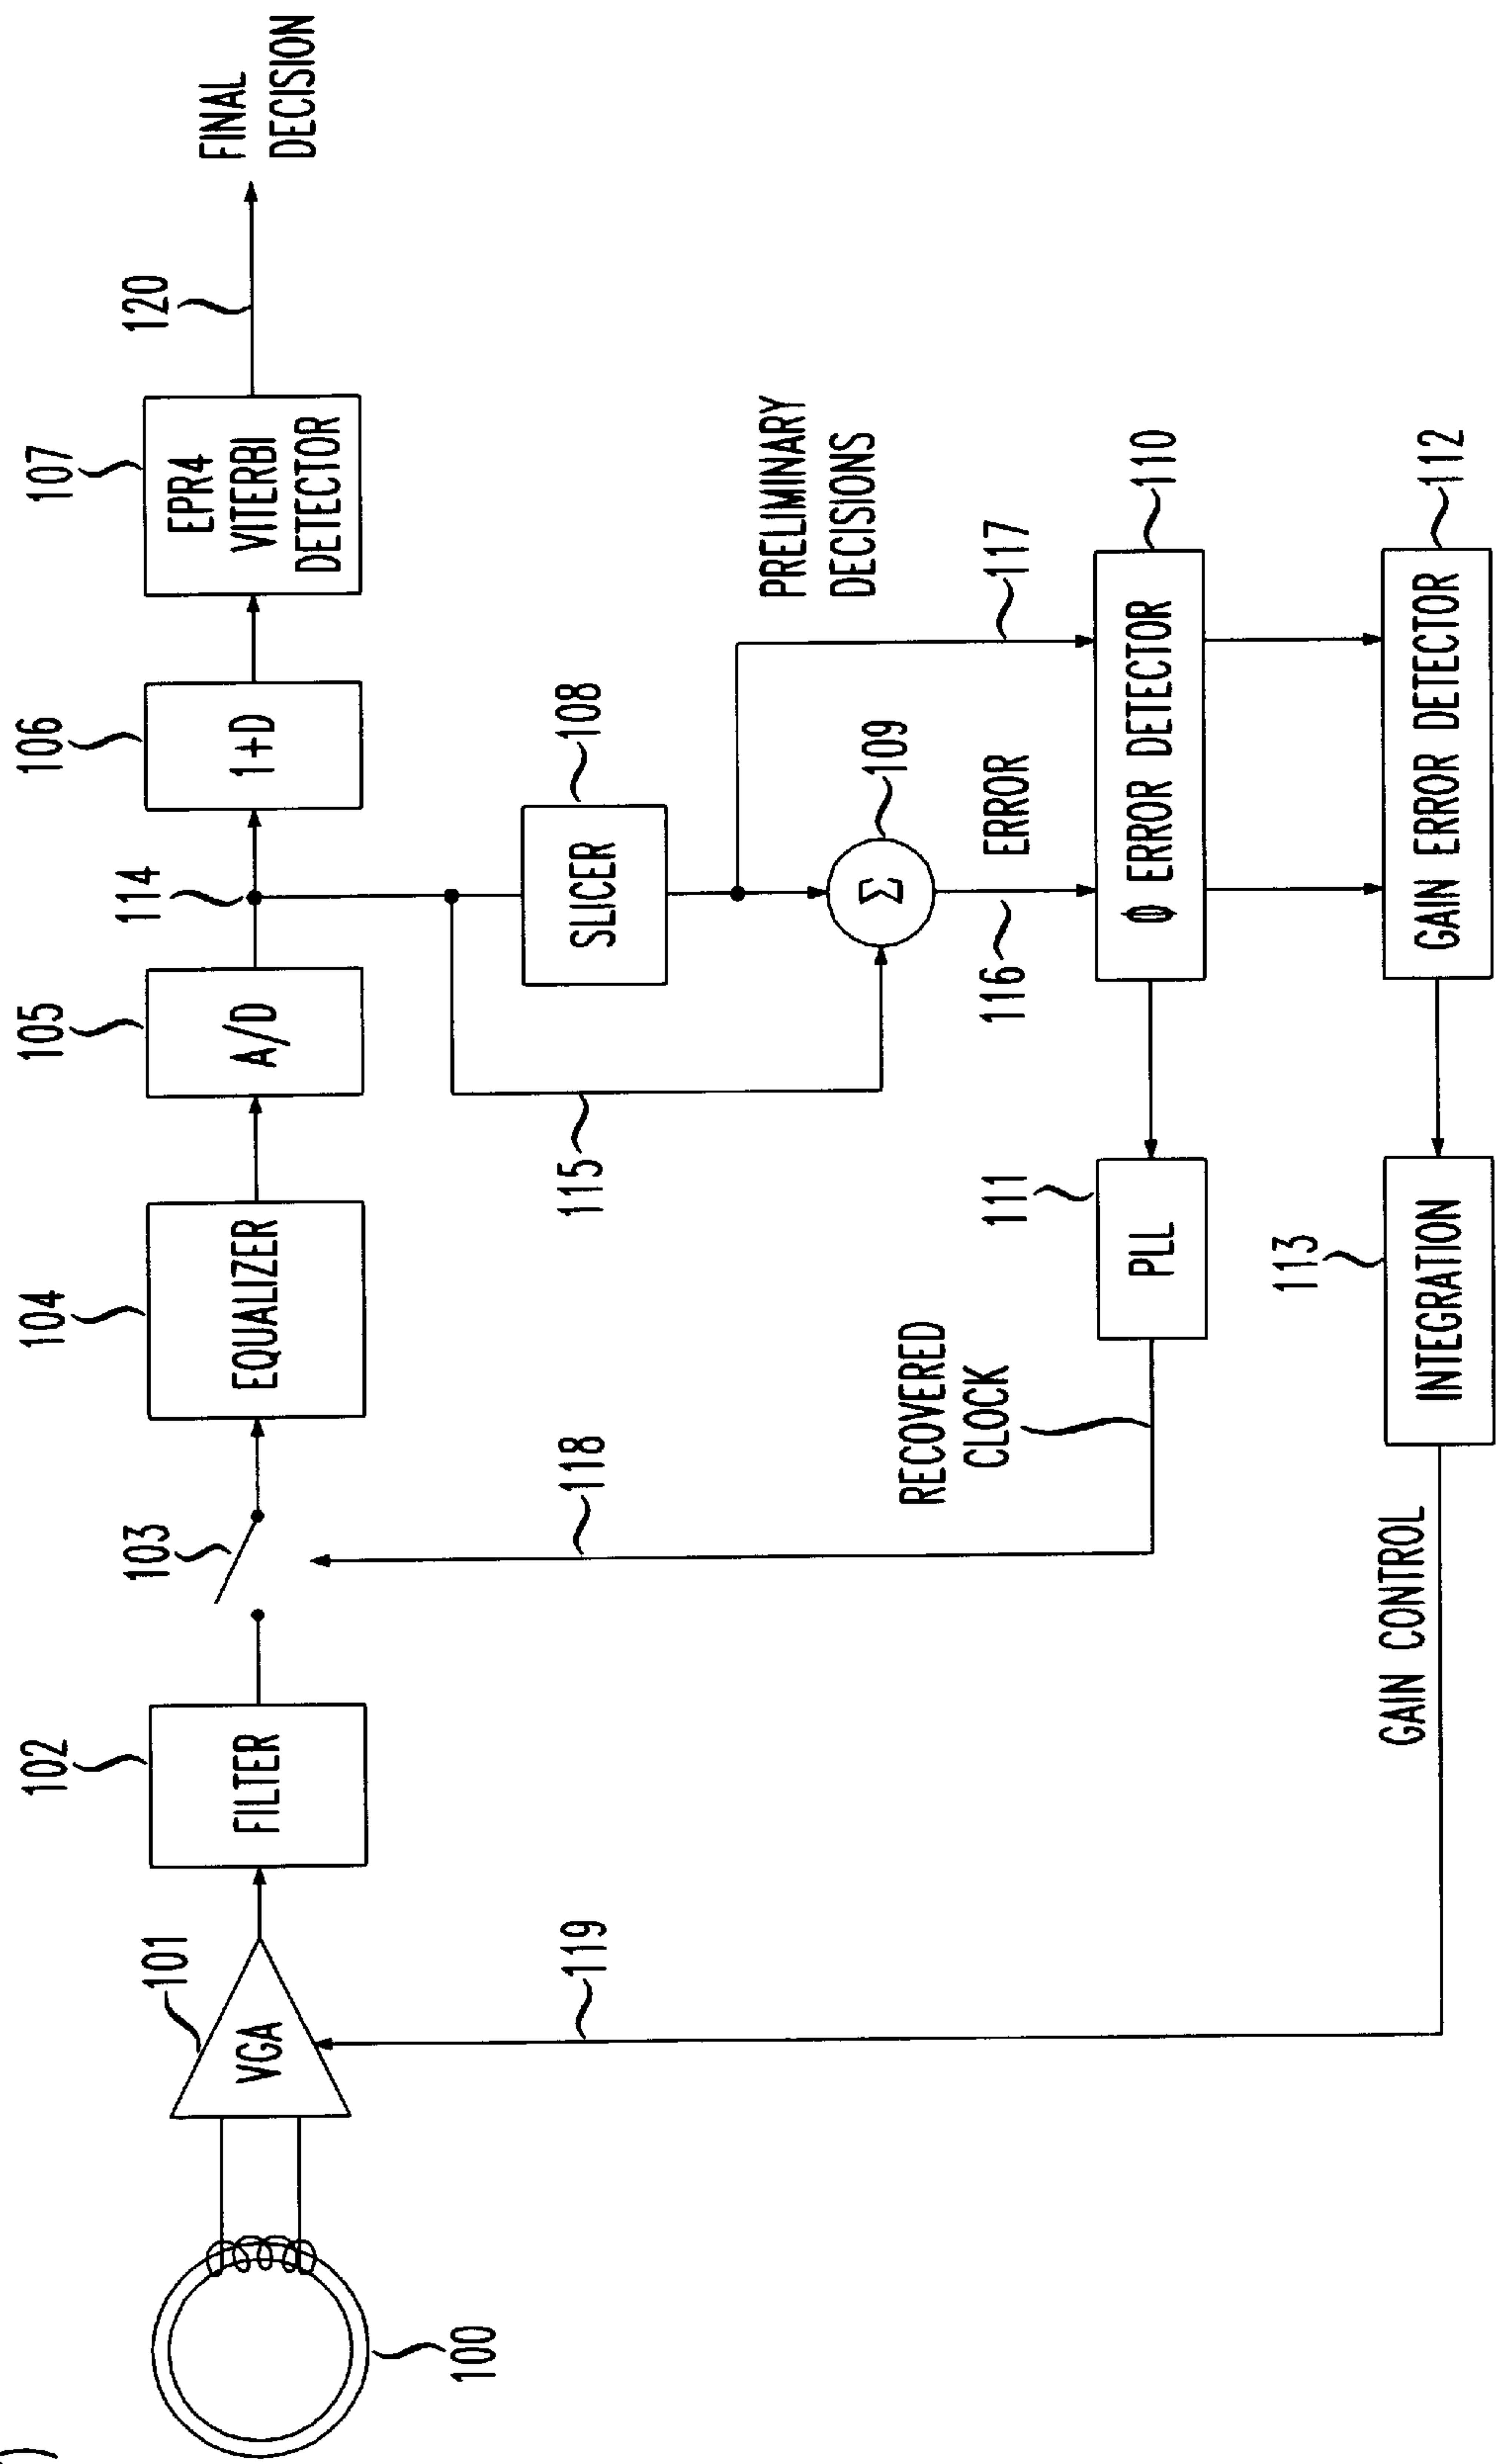 100
101
VGA
102
FILTER
103
104
EQUALIZER
105
A/D
114
106
1+D
107
EPR4
VITERBI
DETECTOR
120
FINAL
DECISION
119
118
115
SLICER
108
Σ
109
PRELIMINARY
DECISIONS
RECOVERED
CLOCK
116
ERROR
117
111
PLL
Φ ERROR DETECTOR
110
GAIN CONTROL
113
INTEGRATION
GAIN ERROR DETECTOR
112